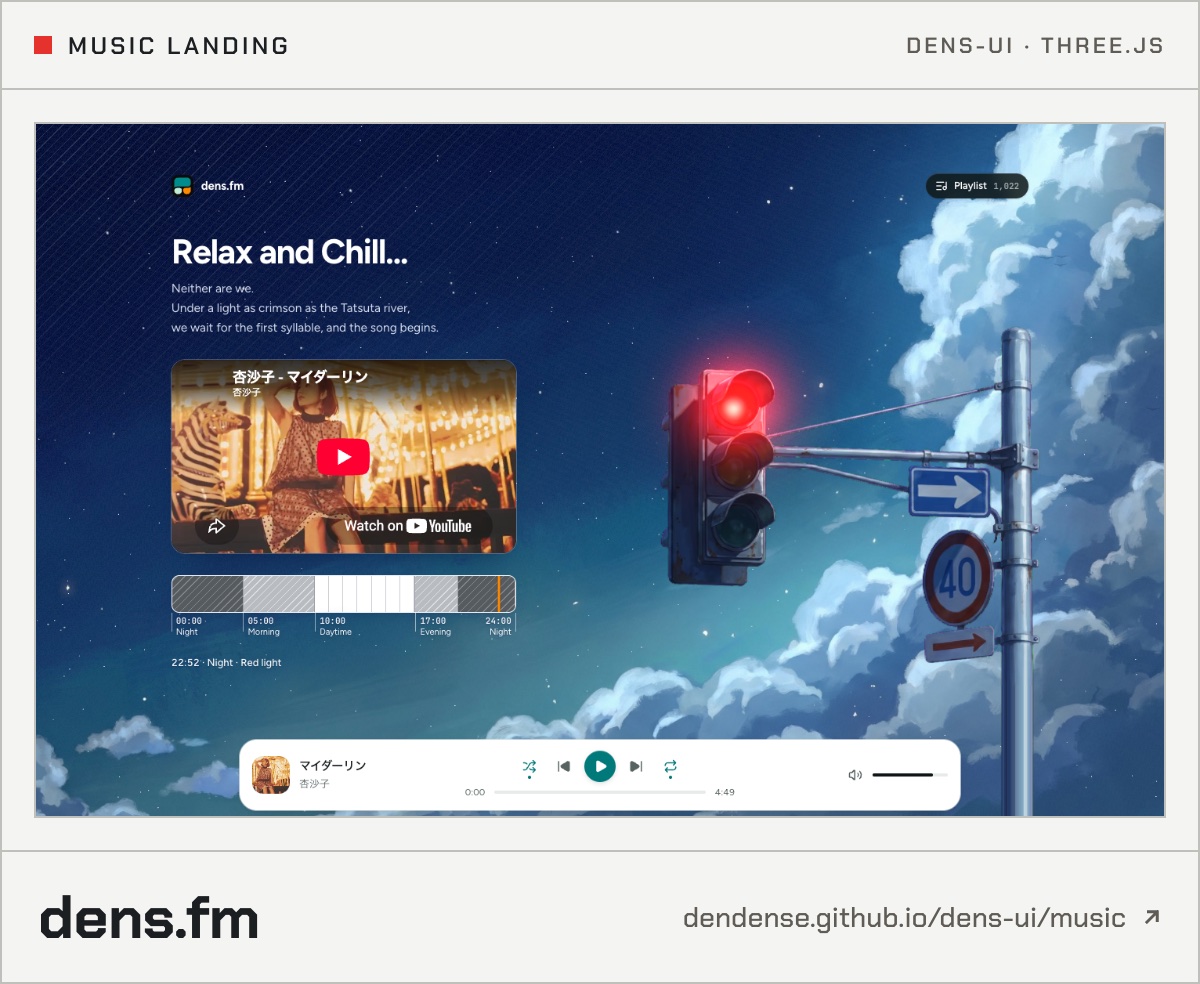 MUSIC LANDING
DENS-UI · THREE.JS
dens.fm
Playlist 1,022
Relax and Chill...
Neither are we.
Under a light as crimson as the Tatsuta river,
we wait for the first syllable, and the song begins.
杏沙子 - マイダーリン
杏沙子
Watch on YouTube
40
00:00 05:00 10:00 17:00 24:00
Night Morning Daytime Evening Night
22:52 · Night · Red light
マイダーリン
杏沙子
0:00
4:49
dens.fm
dendense.github.io/dens-ui/music